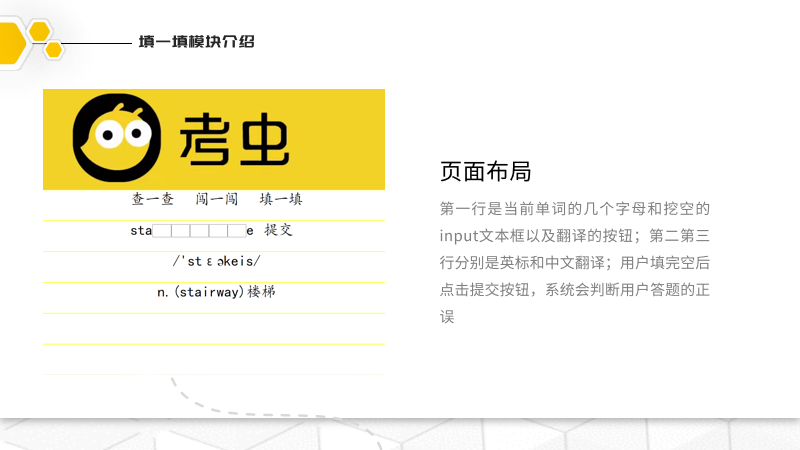 填一填模块介绍
考虫
查一查 闯一闯 填一填
sta e 提交
/'stɛəkeis/
n.(stairway)楼梯
页面布局
第一行是当前单词的几个字母和挖空的
input文本框以及翻译的按钮；第二第三
行分别是英标和中文翻译；用户填完空后
点击提交按钮，系统会判断用户答题的正
误